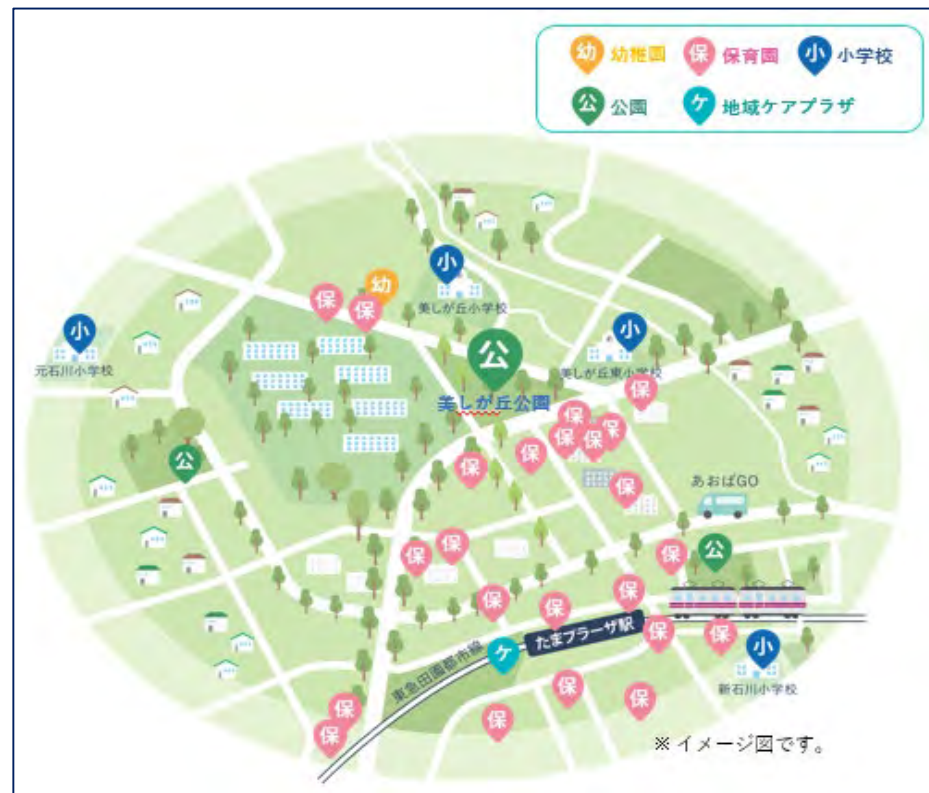 幼 幼稚園 保 保育園 小 小学校
公 公園 ケ 地域ケアプラザ
小
美しが丘小学校
幼
保
保
小
元石川小学校
公
美しが丘公園
小
美しが丘東小学校
保
保
保
保
保
保
保
公
保
あおばGO
保
保
保
公
保
保
保
たまプラーザ駅
保
保
小
新石川小学校
ケ
東急田園都市線
保
保
保
保
保
※イメージ図です。